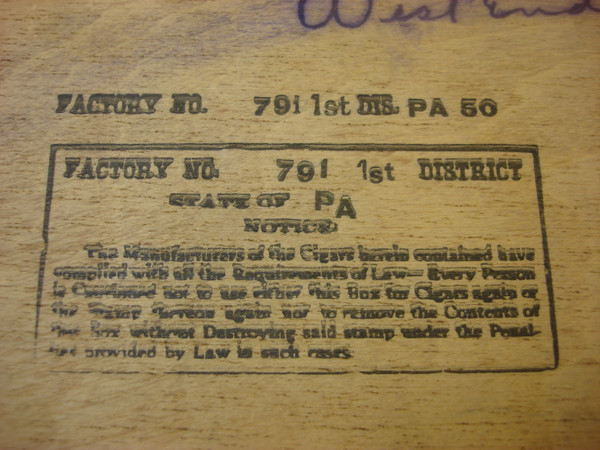 West End
FACTORY NO. 791 1st DIS. PA 50
FACTORY NO. 791 1st DISTRICT
STATE OF PA
NOTICE:
The Manufacturers of the Cigars herein contained have
complied with all the Requirements of Law— Every Person
is Cautioned not to use either this Box for Cigars again or
the Stamp thereon again nor to remove the Contents of
this Box without Destroying said stamp under the Penal-
ties provided by Law in such cases